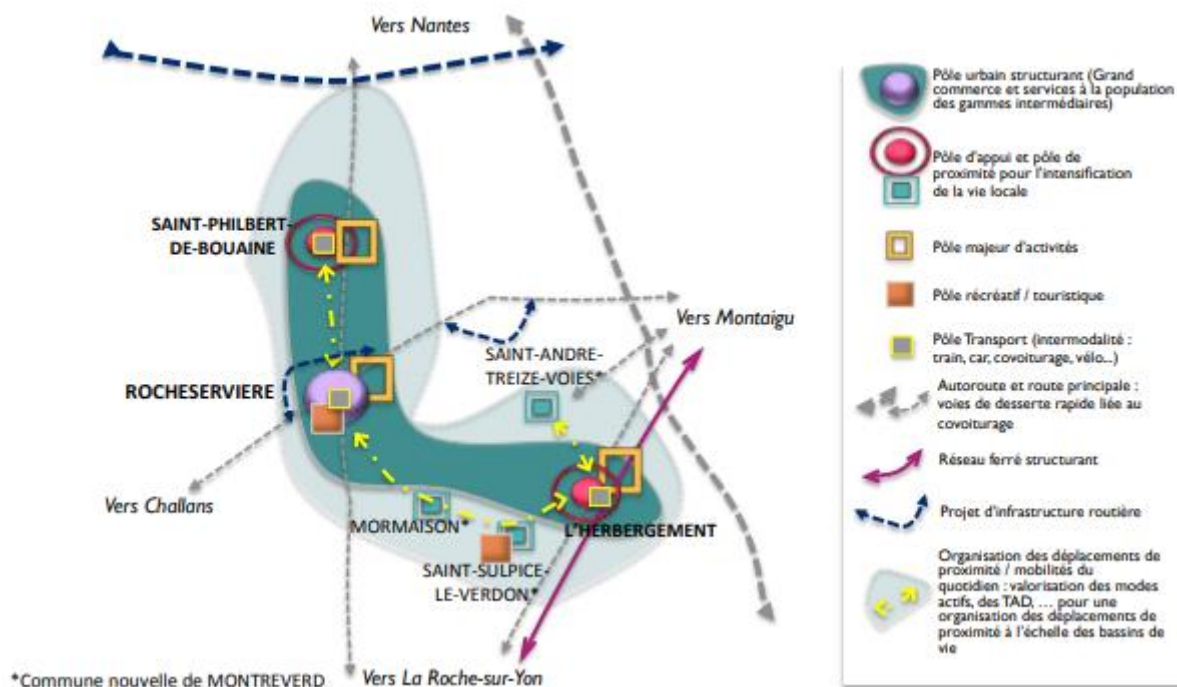 Vers Nantes
SAINT-PHILBERT-
DE-BOUAINE
Vers Montaigu
SAINT-ANDRE-
TREIZE-VOIES*
ROCHESERVIERE
Vers Challans
MORMAISON*
L'HERBERGEMENT
SAINT-SULPICE-
LE-VERDON*
Vers La Roche-sur-Yon
*Commune nouvelle de MONTREVERD
Pôle urbain structurant (Grand
commerce et services à la population
des gammes intermédiaires)
Pôle d'appui et pôle de
proximité pour l'intensification
de la vie locale
Pôle majeur d'activités
Pôle récréatif / touristique
Pôle Transport (intermodalité :
train, car, covoiturage, vélo...)
Autoroute et route principale :
voies de desserte rapide liée au
covoiturage
Réseau ferré structurant
Projet d'infrastructure routière
Organisation des déplacements de
proximité / mobilités du
quotidien : valorisation des modes
actifs, des TAD, ... pour une
organisation des déplacements de
proximité à l'échelle des bassins de
vie